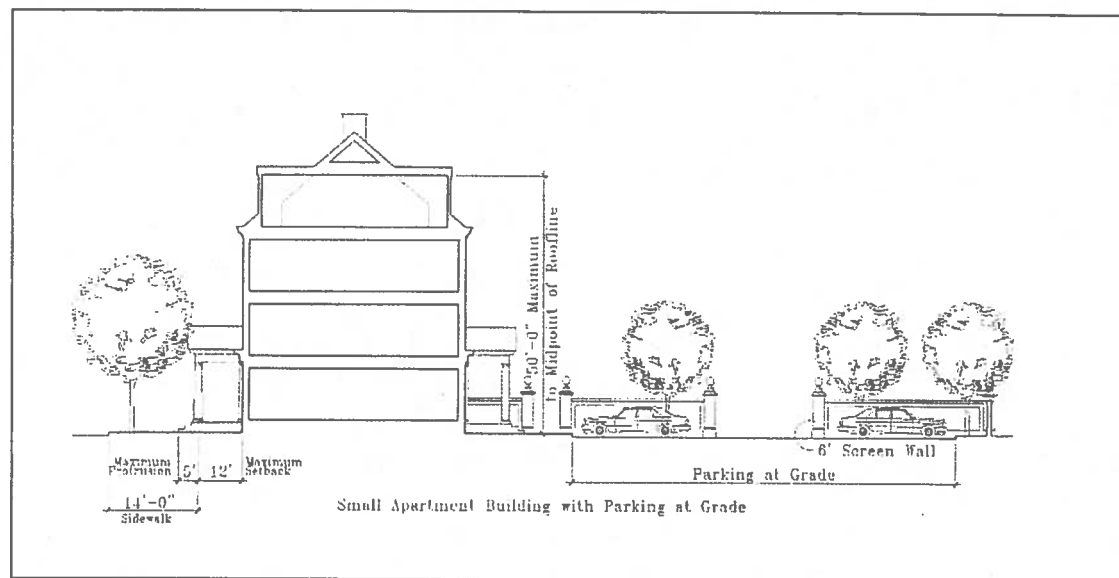 50'-0" Maximum
To Midpoint of Roofline
Maximum
Protrusion
5'
12'
Maximum
Setback
14'-0"
Sidewalk
6' Screen Wall
Parking at Grade
Small Apartment Building with Parking at Grade